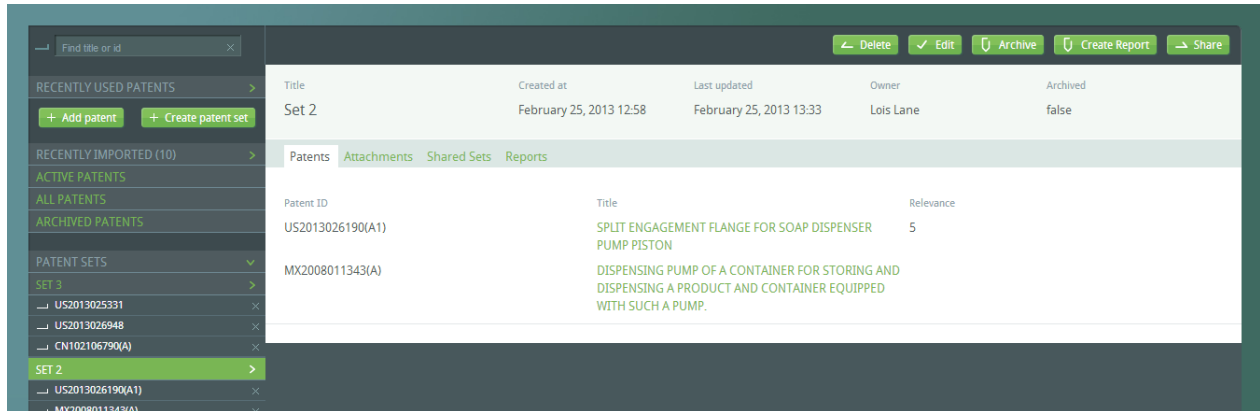 Find title or id
RECENTLY USED PATENTS
+ Add patent
+ Create patent set
RECENTLY IMPORTED (10)
ACTIVE PATENTS
ALL PATENTS
ARCHIVED PATENTS
PATENT SETS
SET 3
US2013025331
US2013026948
CN102106790(A)
SET 2
US2013026190(A1)
MX2008011343(A)
Delete
Edit
Archive
Create Report
Share
Title Created at Last updated Owner Archived
Set 2 February 25, 2013 12:58 February 25, 2013 13:33 Lois Lane false
Patents Attachments Shared Sets Reports
Patent ID Title Relevance
US2013026190(A1) SPLIT ENGAGEMENT FLANGE FOR SOAP DISPENSER 5
PUMP PISTON
MX2008011343(A) DISPENSING PUMP OF A CONTAINER FOR STORING AND
DISPENSING A PRODUCT AND CONTAINER EQUIPPED
WITH SUCH A PUMP.